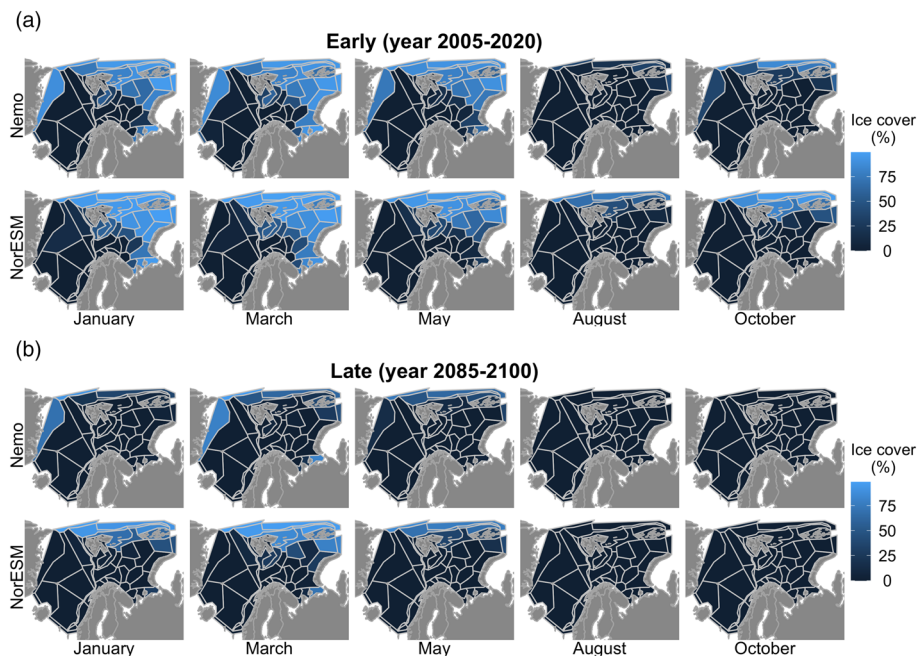 (a)
Early (year 2005-2020)
Nemo
NorESM
January March May August October
Ice cover
(%)
75
50
25
0
(b)
Late (year 2085-2100)
Nemo
NorESM
January March May August October
Ice cover
(%)
75
50
25
0